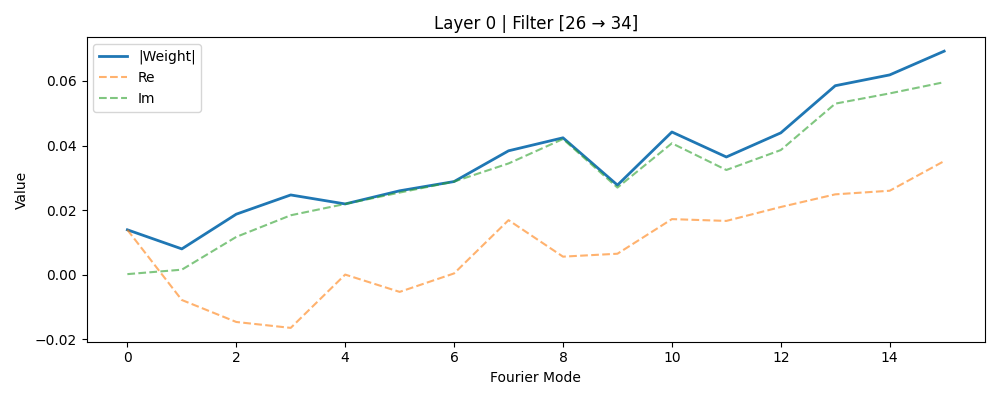 Layer 0 | Filter [26 → 34]
|Weight|
Re
Im
Value
0.06
0.04
0.02
0.00
−0.02
0 2 4 6 8 10 12 14
Fourier Mode